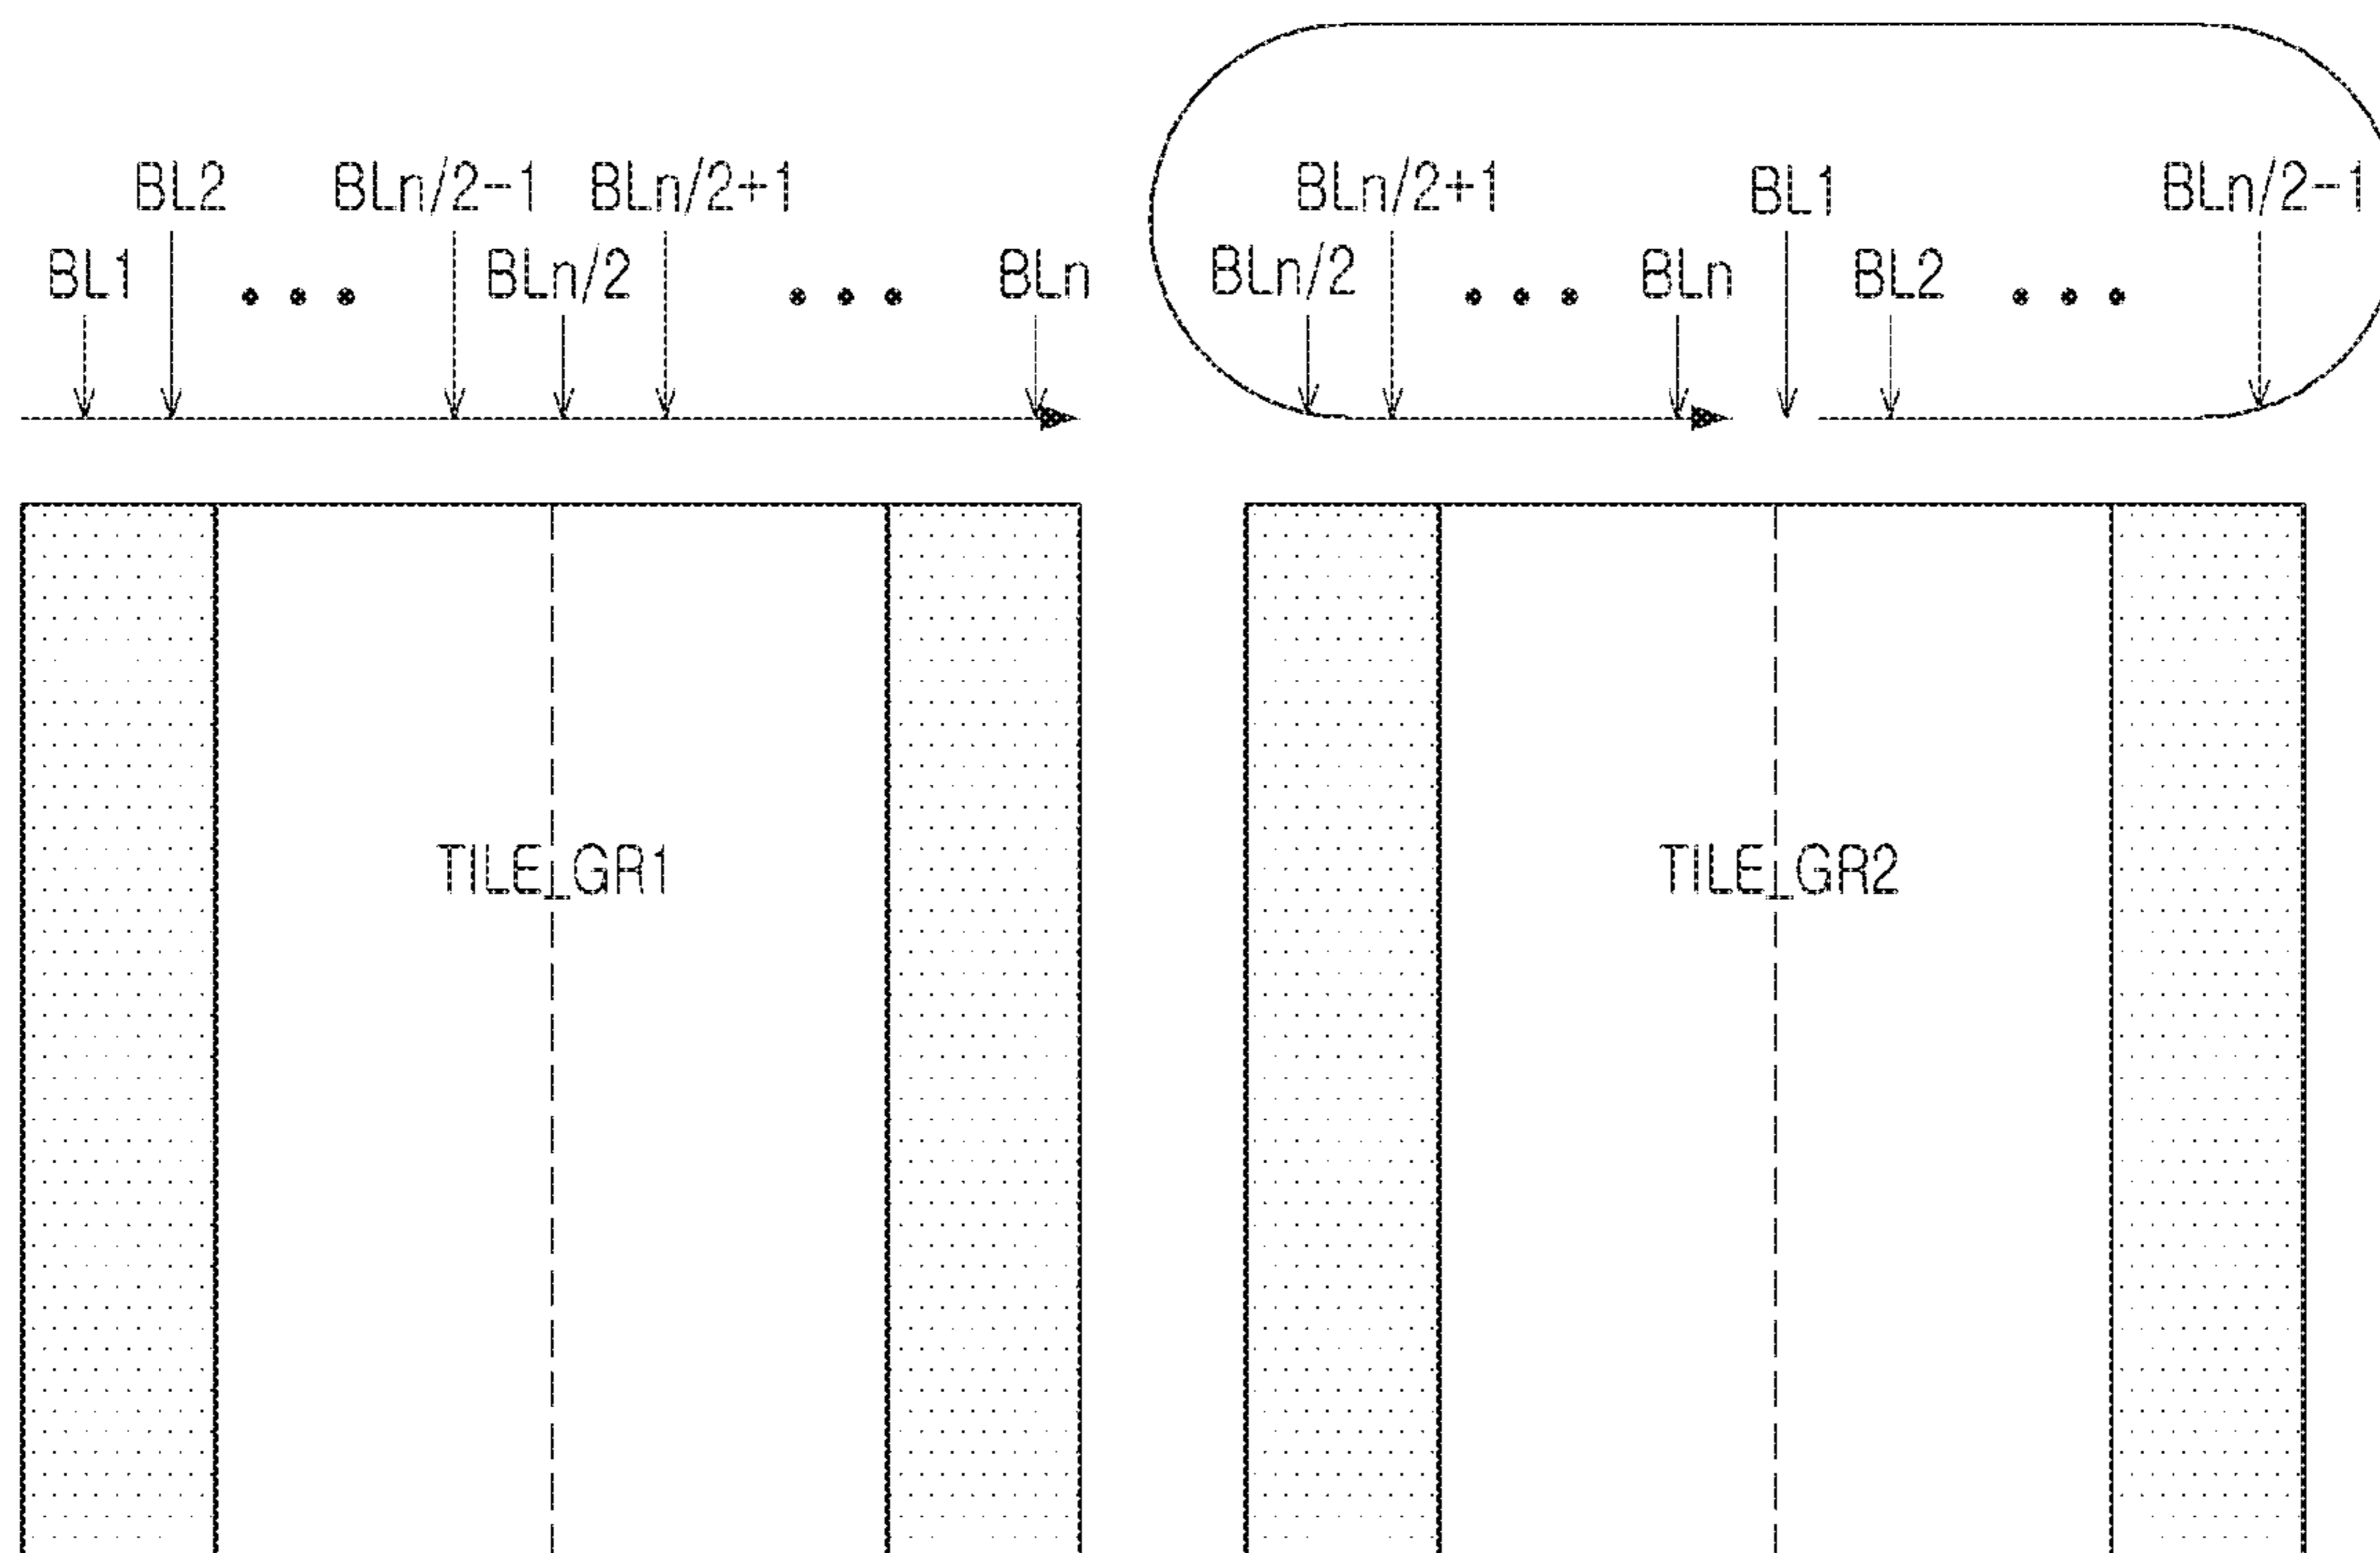 BL2 BLn/2-1 BLn/2+1 BLn/2+1 BL1 BLn/2-1
BL1 • • • BLn/2 • • • BLn BLn/2 • • • BLn BL2 • • •
TILE_GR1 TILE_GR2